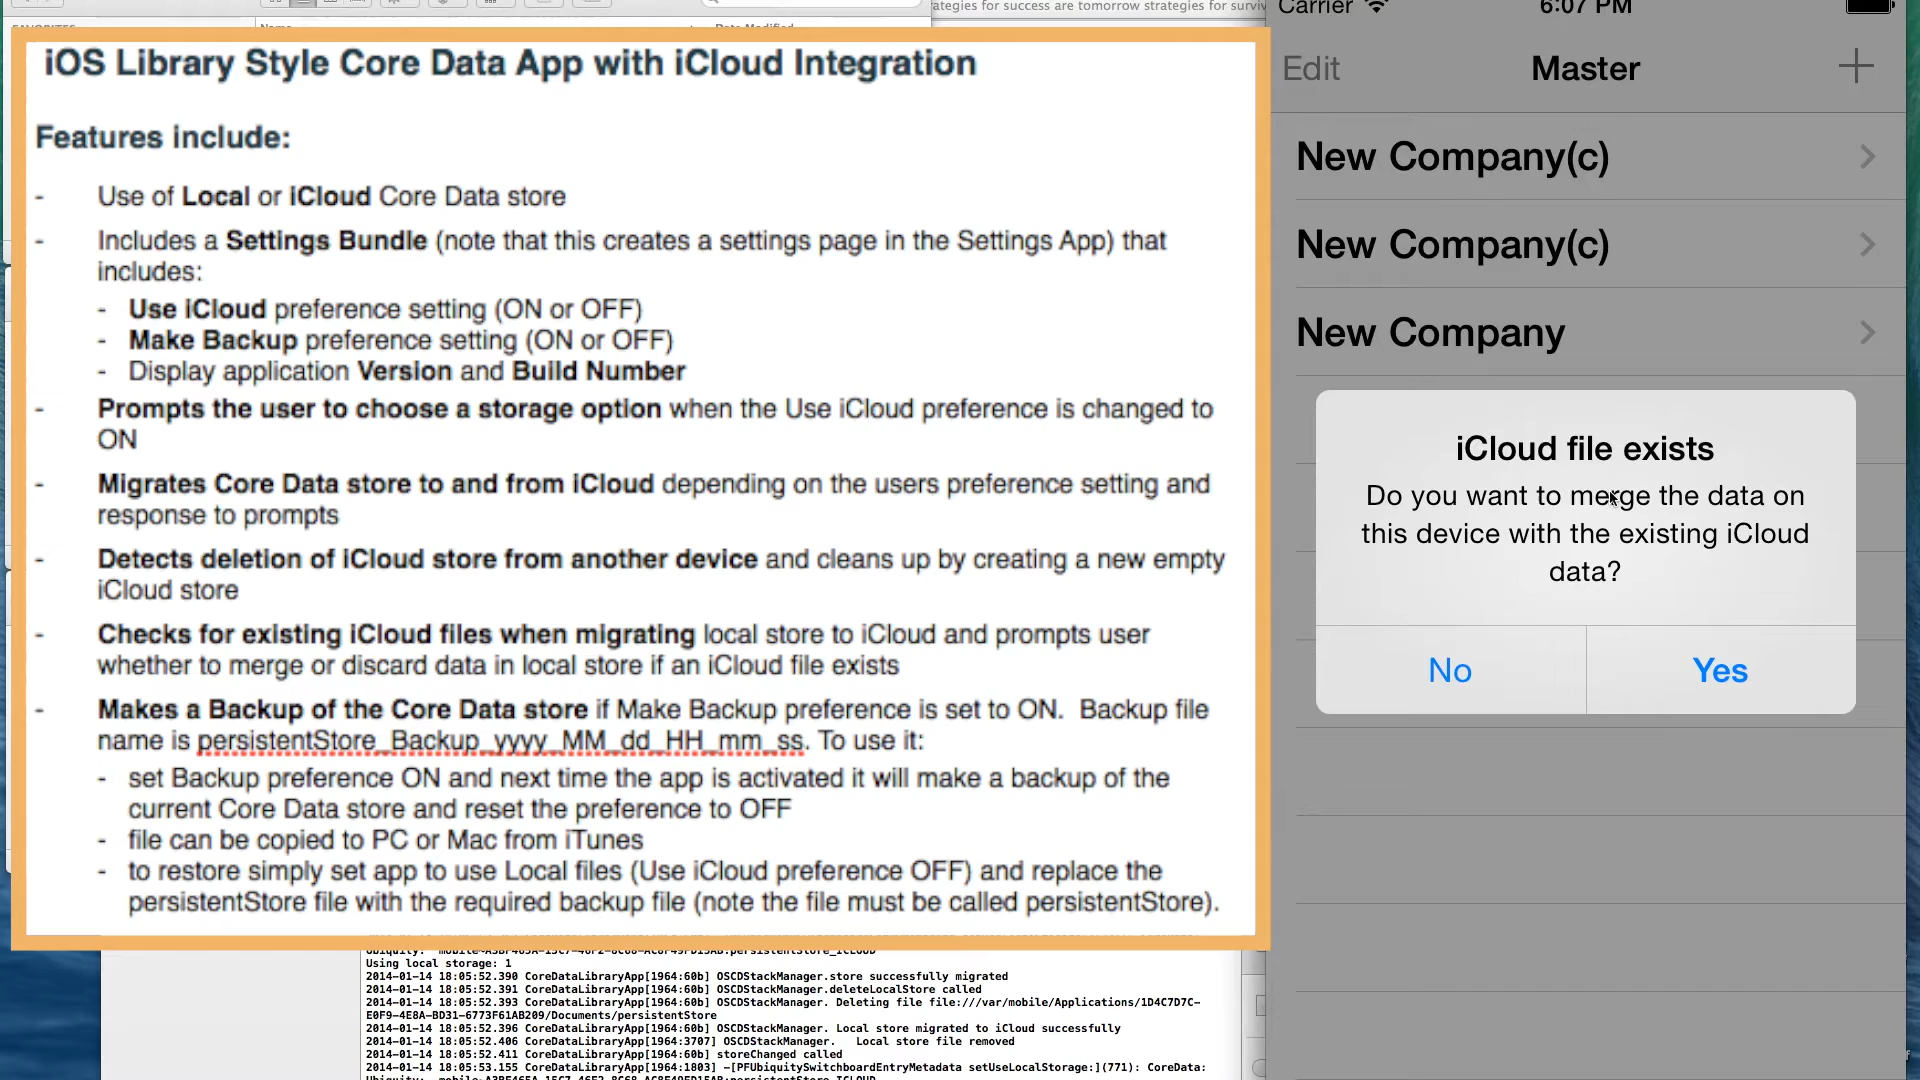 ategies for success are tomorrow strategies for surviv
Carrier
6:07 PM
Name
Date Modified
iOS Library Style Core Data App with iCloud Integration
Features include:
- Use of Local or iCloud Core Data store
- Includes a Settings Bundle (note that this creates a settings page in the Settings App) that
includes:
- Use iCloud preference setting (ON or OFF)
- Make Backup preference setting (ON or OFF)
- Display application Version and Build Number
- Prompts the user to choose a storage option when the Use iCloud preference is changed to
ON
- Migrates Core Data store to and from iCloud depending on the users preference setting and
response to prompts
- Detects deletion of iCloud store from another device and cleans up by creating a new empty
iCloud store
- Checks for existing iCloud files when migrating local store to iCloud and prompts user
whether to merge or discard data in local store if an iCloud file exists
- Makes a Backup of the Core Data store if Make Backup preference is set to ON. Backup file
name is persistentStore_Backup_yyyy_MM_dd_HH_mm_ss. To use it:
- set Backup preference ON and next time the app is activated it will make a backup of the
current Core Data store and reset the preference to OFF
- file can be copied to PC or Mac from iTunes
- to restore simply set app to use Local files (Use iCloud preference OFF) and replace the
persistentStore file with the required backup file (note the file must be called persistentStore).
Using local storage: 1
2014-01-14 18:05:52.390 CoreDataLibraryApp[1964:60b] OSCDStackManager.store successfully migrated
2014-01-14 18:05:52.391 CoreDataLibraryApp[1964:60b] OSCDStackManager.deleteLocalStore called
2014-01-14 18:05:52.393 CoreDataLibraryApp[1964:60b] OSCDStackManager. Deleting file file:///var/mobile/Applications/1D4C7D7C-
E0F9-4E8A-BD31-6773F61AB209/Documents/persistentStore
2014-01-14 18:05:52.396 CoreDataLibraryApp[1964:60b] OSCDStackManager. Local store migrated to iCloud successfully
2014-01-14 18:05:52.406 CoreDataLibraryApp[1964:3707] OSCDStackManager. Local store file removed
2014-01-14 18:05:52.411 CoreDataLibraryApp[1964:60b] storeChanged called
2014-01-14 18:05:53.155 CoreDataLibraryApp[1964:1803] -[PFUbiquitySwitchboardEntryMetadata setUseLocalStorage:](771): CoreData:
Edit
Master
New Company(c)
New Company(c)
New Company
iCloud file exists
Do you want to merge the data on
this device with the existing iCloud
data?
No
Yes